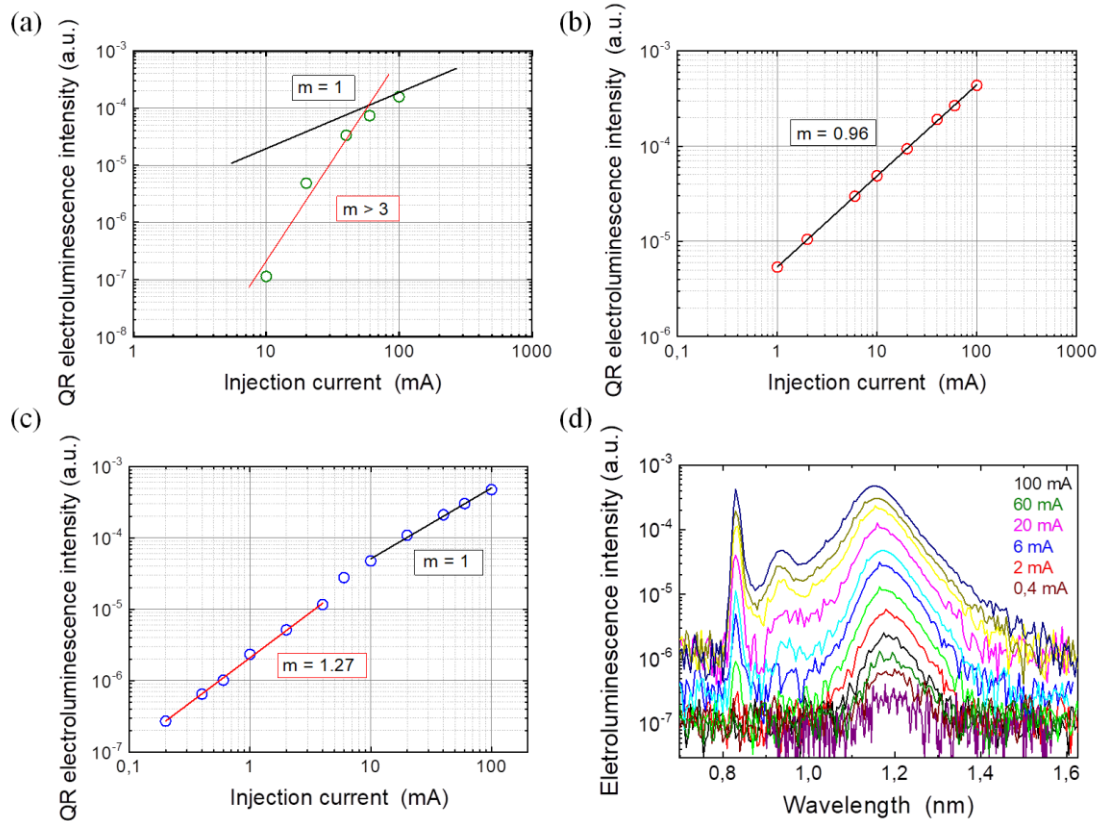 (a)
QR electroluminescence intensity (a.u.)
10-3
10-4
10-5
10-6
10-7
10-8
m = 1
m > 3
1
10
100
1000
Injection current (mA)
(b)
QR electroluminescence intensity (a.u.)
10-3
10-4
10-5
10-6
m = 0.96
0,1
1
10
100
1000
Injection current (mA)
(c)
QR electroluminescence intensity (a.u.)
10-3
10-4
10-5
10-6
10-7
m = 1
m = 1.27
0,1
1
10
100
Injection current (mA)
(d)
Eletroluminescence intensity (a.u.)
10-3
10-4
10-5
10-6
10-7
100 mA
60 mA
20 mA
6 mA
2 mA
0,4 mA
0,8
1,0
1,2
1,4
1,6
Wavelength (nm)